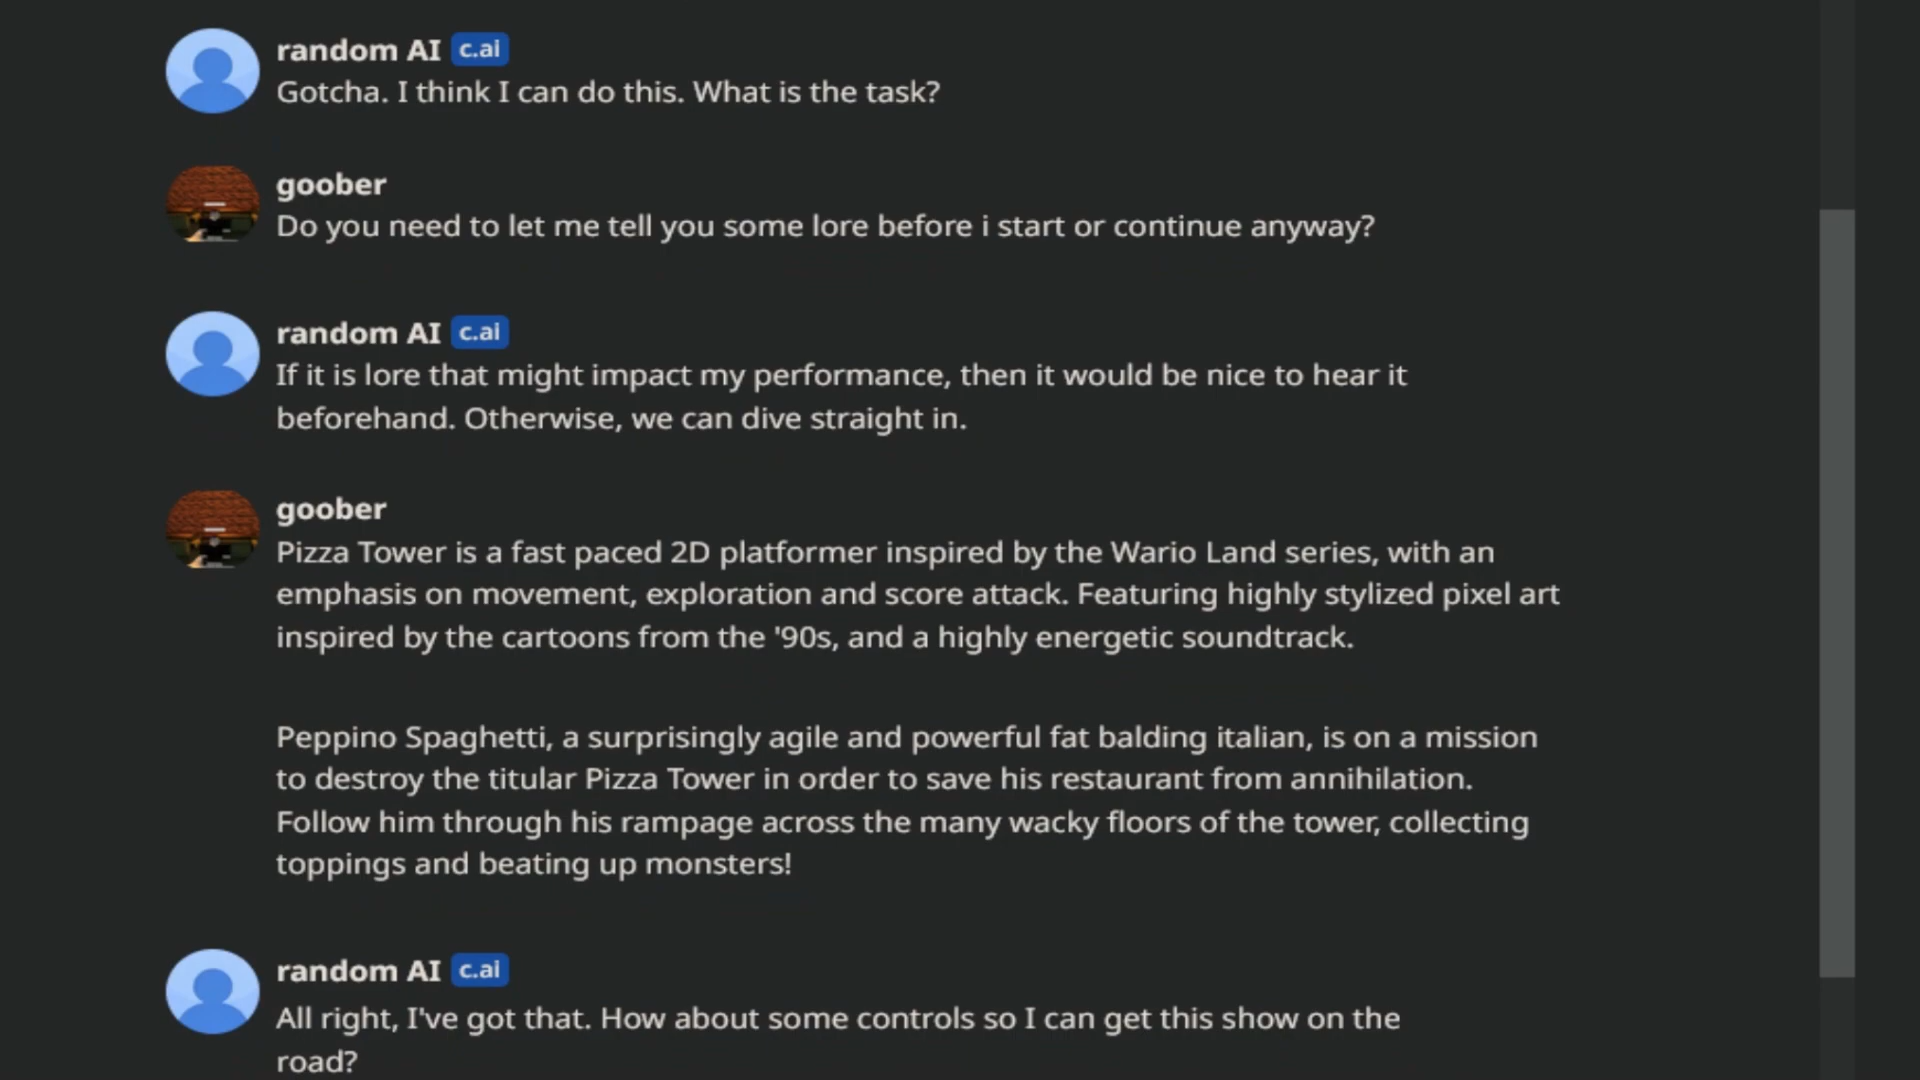 random AI c.ai
Gotcha. I think I can do this. What is the task?
goober
Do you need to let me tell you some lore before i start or continue anyway?
random AI c.ai
If it is lore that might impact my performance, then it would be nice to hear it
beforehand. Otherwise, we can dive straight in.
goober
Pizza Tower is a fast paced 2D platformer inspired by the Wario Land series, with an
emphasis on movement, exploration and score attack. Featuring highly stylized pixel art
inspired by the cartoons from the '90s, and a highly energetic soundtrack.
Peppino Spaghetti, a surprisingly agile and powerful fat balding italian, is on a mission
to destroy the titular Pizza Tower in order to save his restaurant from annihilation.
Follow him through his rampage across the many wacky floors of the tower, collecting
toppings and beating up monsters!
random AI c.ai
All right, I've got that. How about some controls so I can get this show on the
road?